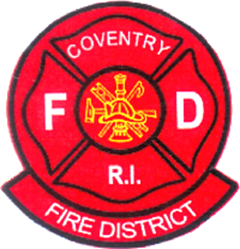 COVENTRY
F D
R.I.
FIRE DISTRICT